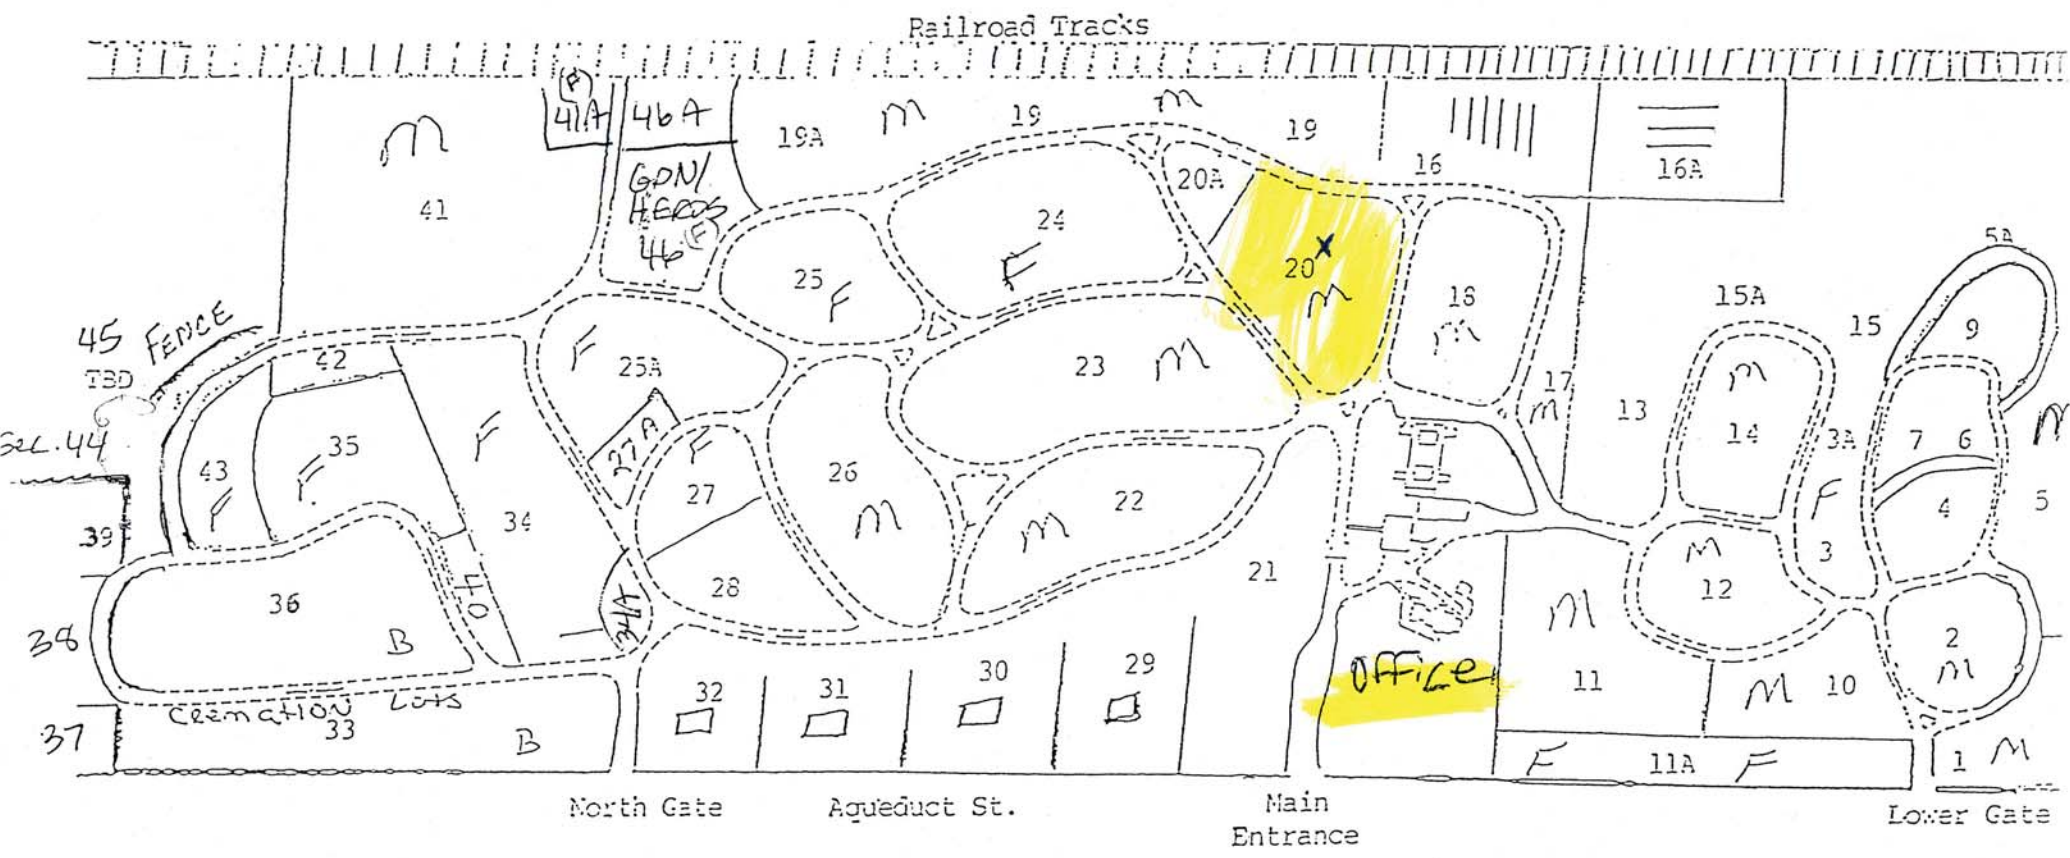 Railroad Tracks
(F)
41A
46A
19A
M
19
M
19
16
16A
M
41
GDN/
HEROS
46 (F)
25
F
24
F
20A
20 X
M
18
M
17
M
13
15A
15
5A
9
45
FENCE
TBD
42
F
25A
27A
23
M
M
14
3A
7
6
M
Sec. 44
43
F
35
F
F
34
F
27
26
M
22
M
21
F
3
4
5
39
36
B
40
34A
28
M
12
M
11
M
10
2
M
38
32
31
30
29
OFFICE
CREMATION LOTS
37
33
B
F
11A
F
1
M
North Gate
Aqueduct St.
Main
Entrance
Lower Gate